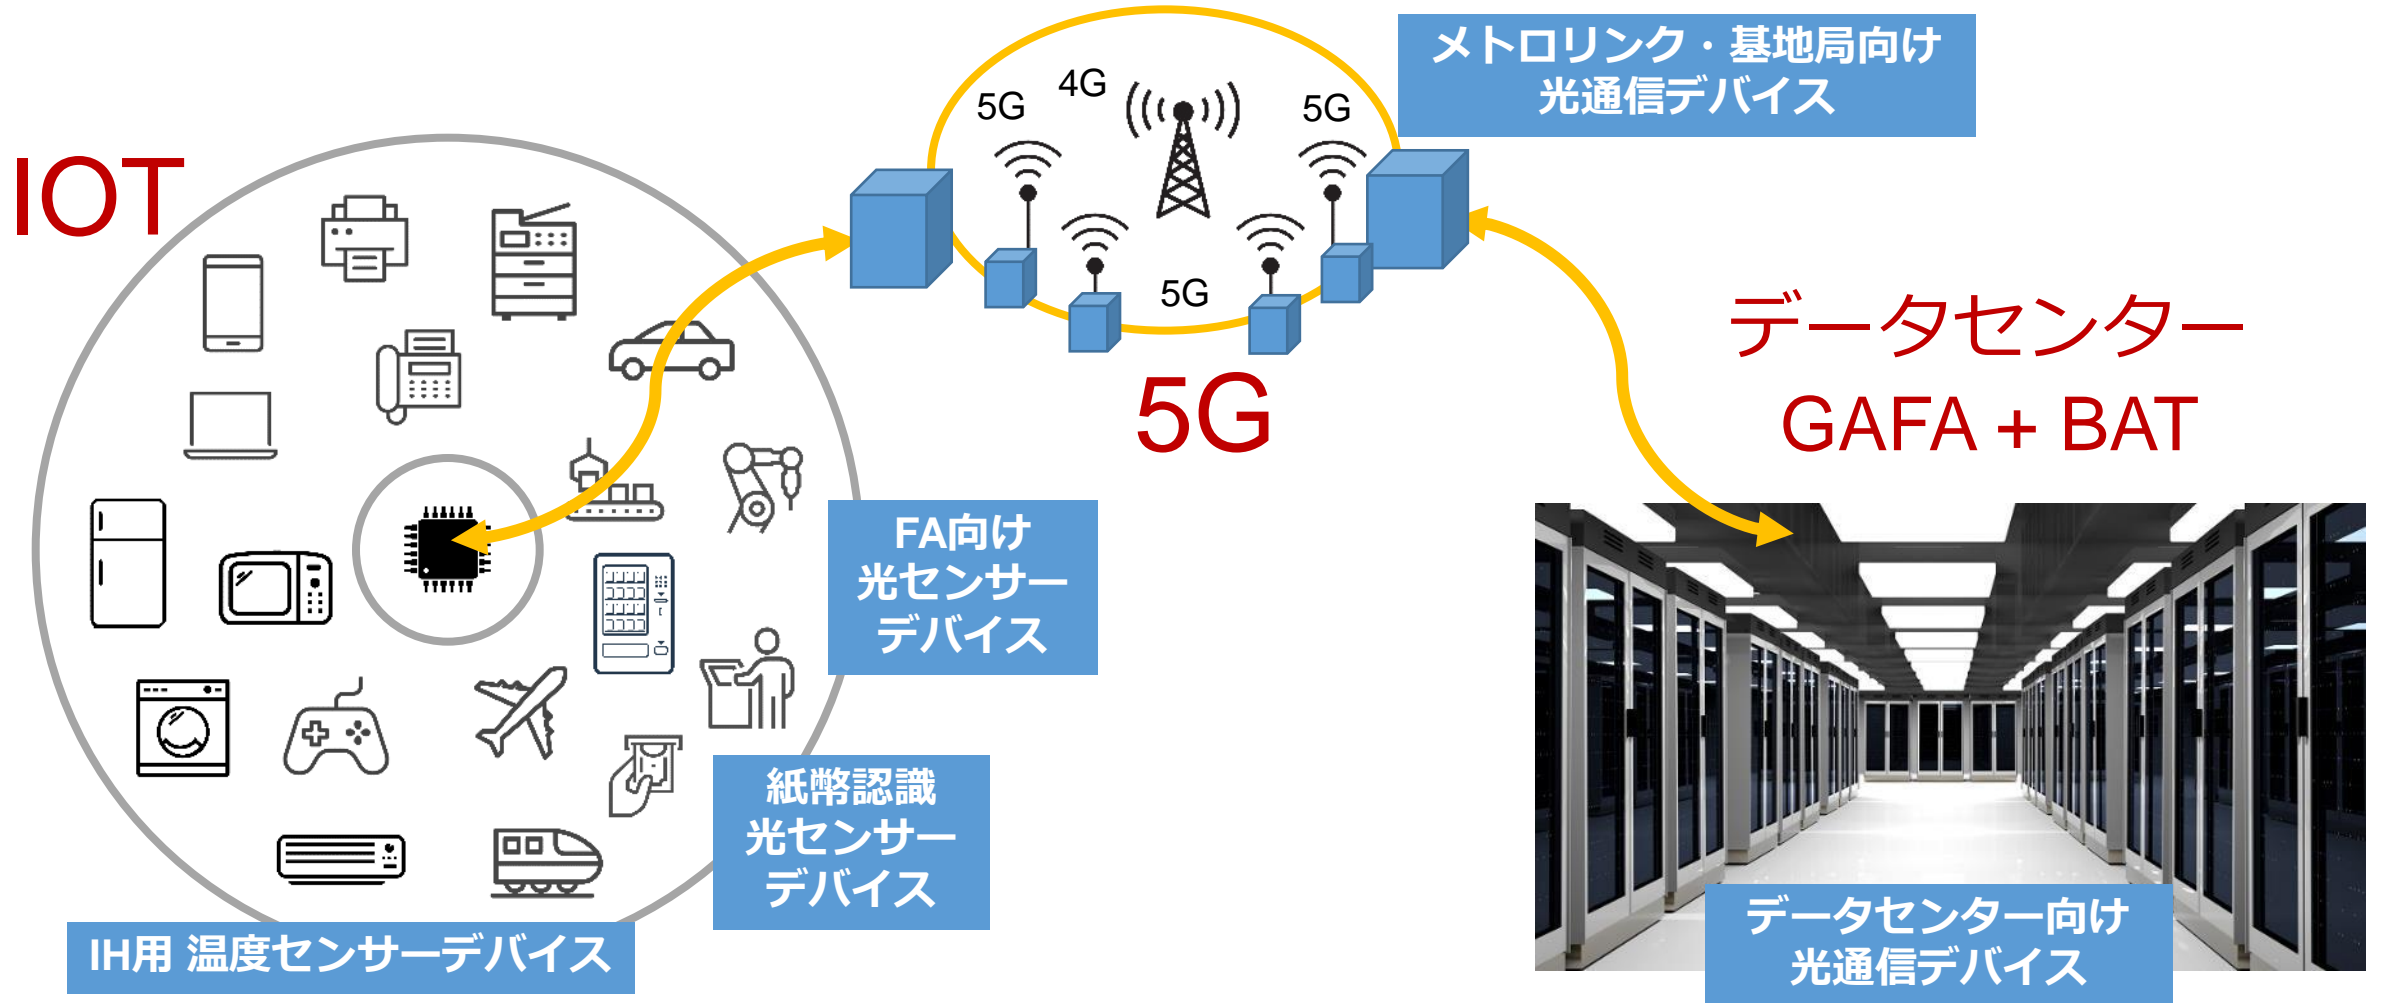 IOT
5G
4G
5G
5G
5G
メトロリンク・基地局向け
光通信デバイス
データセンター
GAFA + BAT
FA向け
光センサー
デバイス
紙幣認識
光センサー
デバイス
IH用 温度センサーデバイス
データセンター向け
光通信デバイス